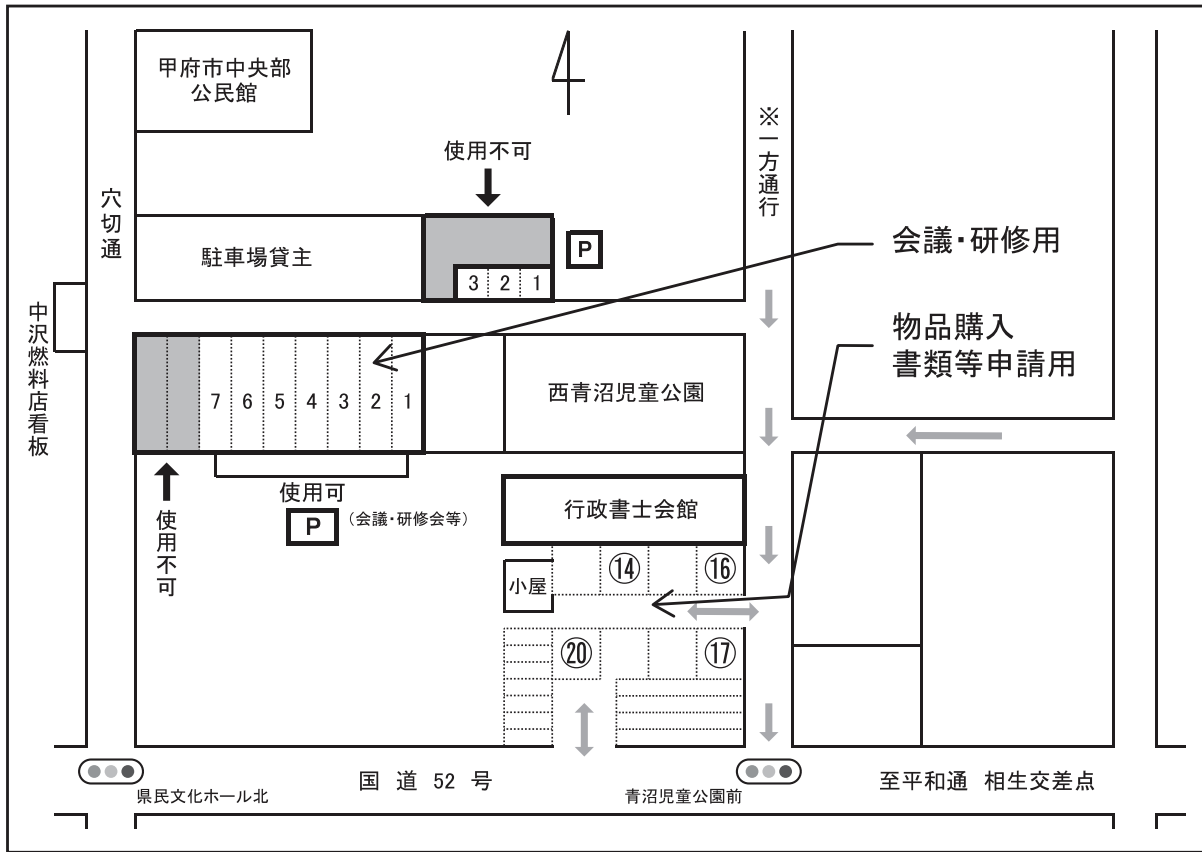 甲府市中央部
公民館
使用不可
※一方通行
穴切通
駐車場貸主
P
3 2 1
会議・研修用
中沢燃料店看板
物品購入
書類等申請用
7 6 5 4 3 2 1
西青沼児童公園
使用可
P
(会議・研修会等)
使用不可
行政書士会館
小屋
⑭ ⑯
⑳ ⑰
国道 52 号
至平和通 相生交差点
県民文化ホール北
青沼児童公園前